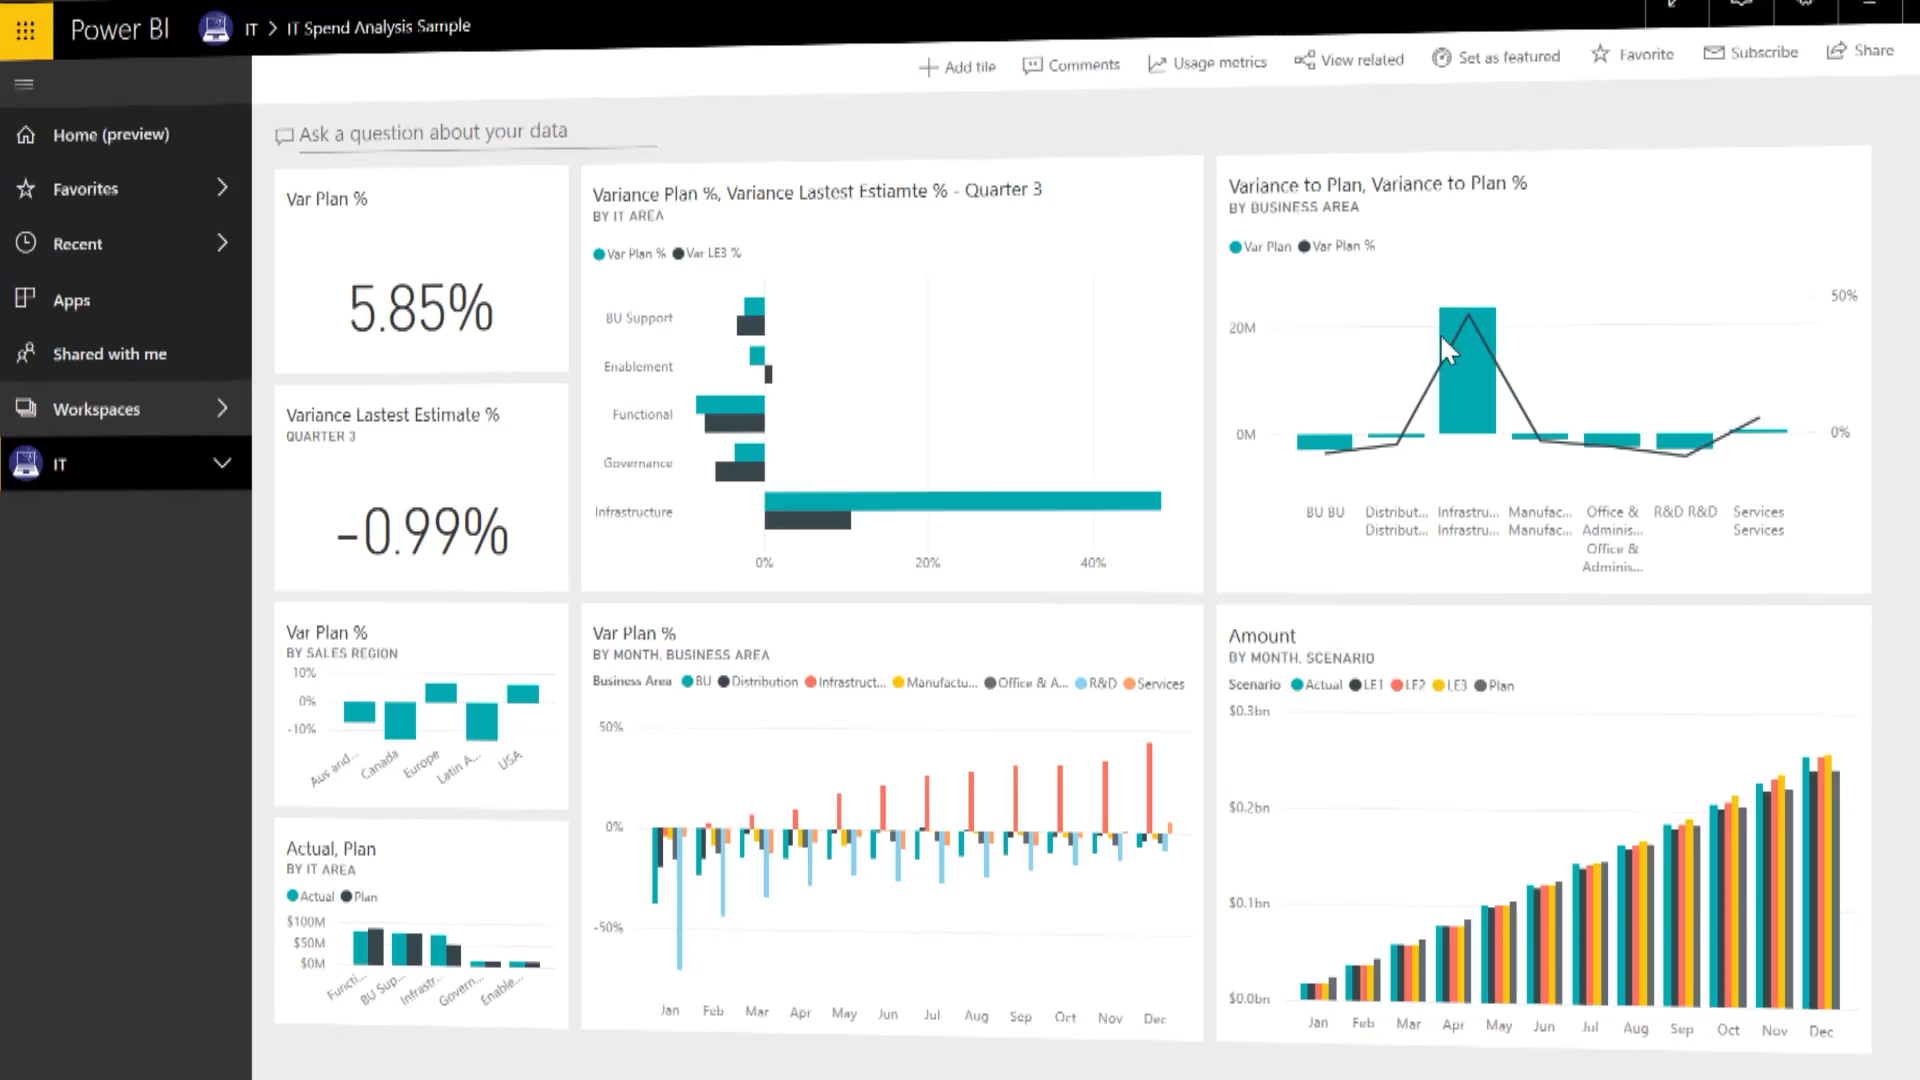 Power BI
IT > IT Spend Analysis Sample
Add tile
Comments
Usage metrics
View related
Set as featured
Favorite
Subscribe
Share
Home (preview)
Favorites
Recent
Apps
Shared with me
Workspaces
IT
Ask a question about your data
Var Plan %
5.85%
Variance Lastest Estimate %
QUARTER 3
-0.99%
Var Plan %
BY SALES REGION
10%
0%
-10%
Aus and...
Canada
Europe
Latin A...
USA
Actual, Plan
BY IT AREA
Actual Plan
$100M
$50M
$0M
Functi...
BU Sup...
Infrastr...
Govern...
Enable...
Variance Plan %, Variance Lastest Estiamte % - Quarter 3
BY IT AREA
Var Plan % Var LE3 %
BU Support
Enablement
Functional
Governance
Infrastructure
0% 20% 40%
Var Plan %
BY MONTH, BUSINESS AREA
Business Area BU Distribution Infrastruct... Manufactu... Office & A... R&D Services
50%
0%
-50%
Jan Feb Mar Apr May Jun Jul Aug Sep Oct Nov Dec
Variance to Plan, Variance to Plan %
BY BUSINESS AREA
Var Plan Var Plan %
50%
20M
0M
0%
BU BU
Distribut...
Distribut...
Infrastru...
Infrastru...
Manufac...
Manufac...
Office &
Adminis...
Office &
Adminis...
R&D R&D
Services
Services
Amount
BY MONTH, SCENARIO
Scenario Actual LE1 LE2 LE3 Plan
$0.3bn
$0.2bn
$0.1bn
$0.0bn
Jan Feb Mar Apr May Jun Jul Aug Sep Oct Nov Dec